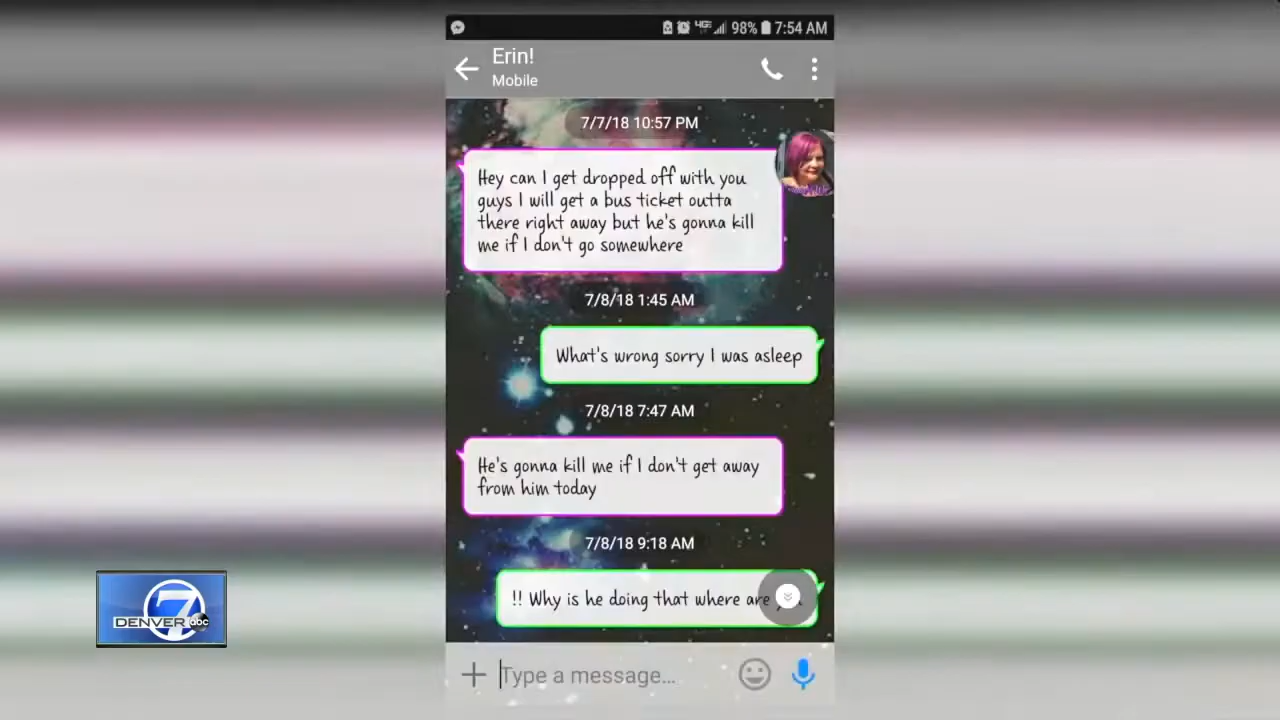 98% 7:54 AM
Erin!
Mobile
7/7/18 10:57 PM
Hey can I get dropped off with you
guys I will get a bus ticket outta
there right away but he's gonna kill
me if I don't go somewhere
7/8/18 1:45 AM
What's wrong sorry I was asleep
7/8/18 7:47 AM
He's gonna kill me if I don't get away
from him today
7/8/18 9:18 AM
!! Why is he doing that where are
Type a message...
DENVER 7 abc